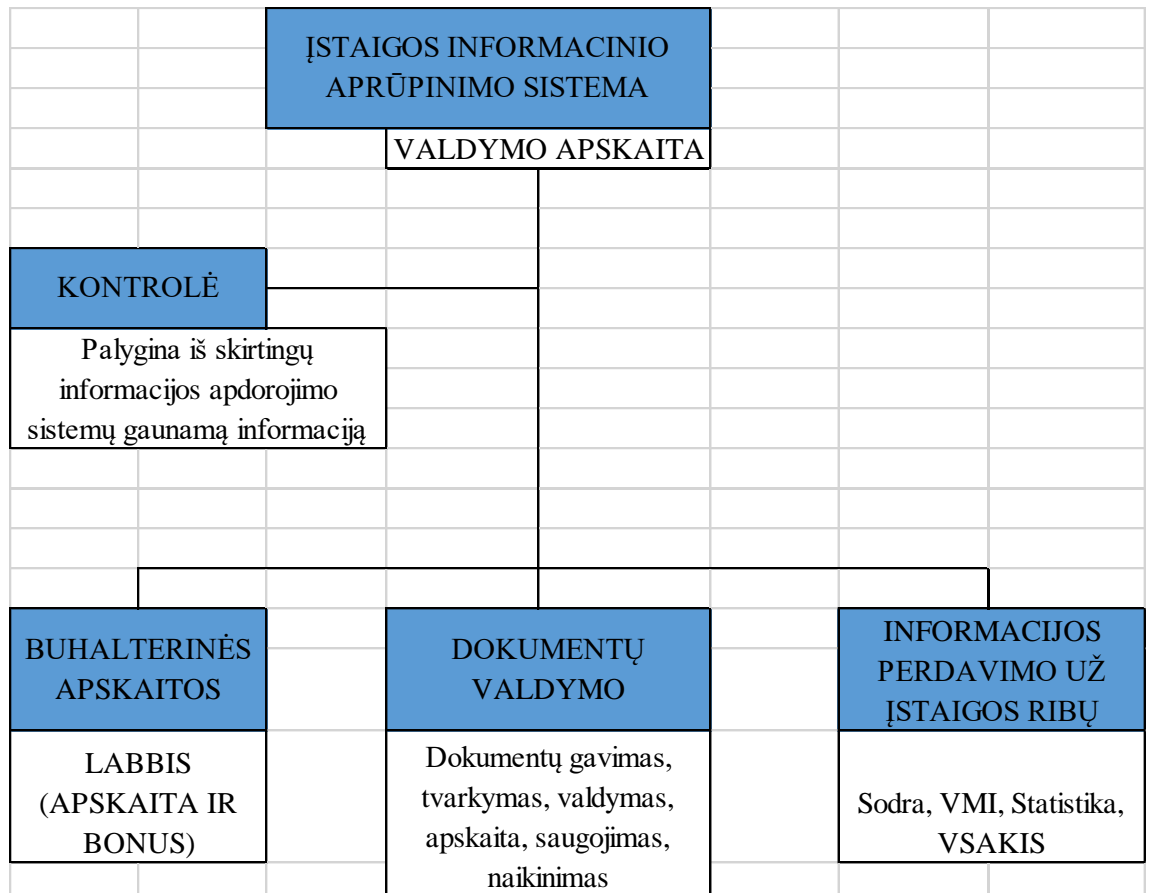 ĮSTAIGOS INFORMACINIO
APRŪPINIMO SISTEMA
VALDYMO APSKAITA
KONTROLĖ
Palygina iš skirtingų
informacijos apdorojimo
sistemų gaunamą informaciją
BUHALTERINĖS
APSKAITOS
LABBIS
(APSKAITA IR
BONUS)
DOKUMENTŲ
VALDYMO
Dokumentų gavimas,
tvarkymas, valdymas,
apskaita, saugojimas,
naikinimas
INFORMACIJOS
PERDAVIMO UŽ
ĮSTAIGOS RIBŲ
Sodra, VMI, Statistika,
VSAKIS